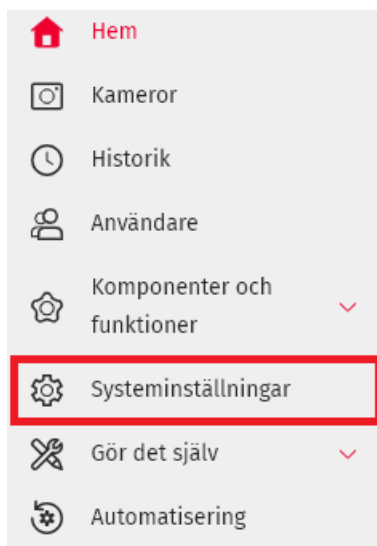 Hem
Kameror
Historik
Användare
Komponenter och
funktioner
Systeminställningar
Gör det själv
Automatisering